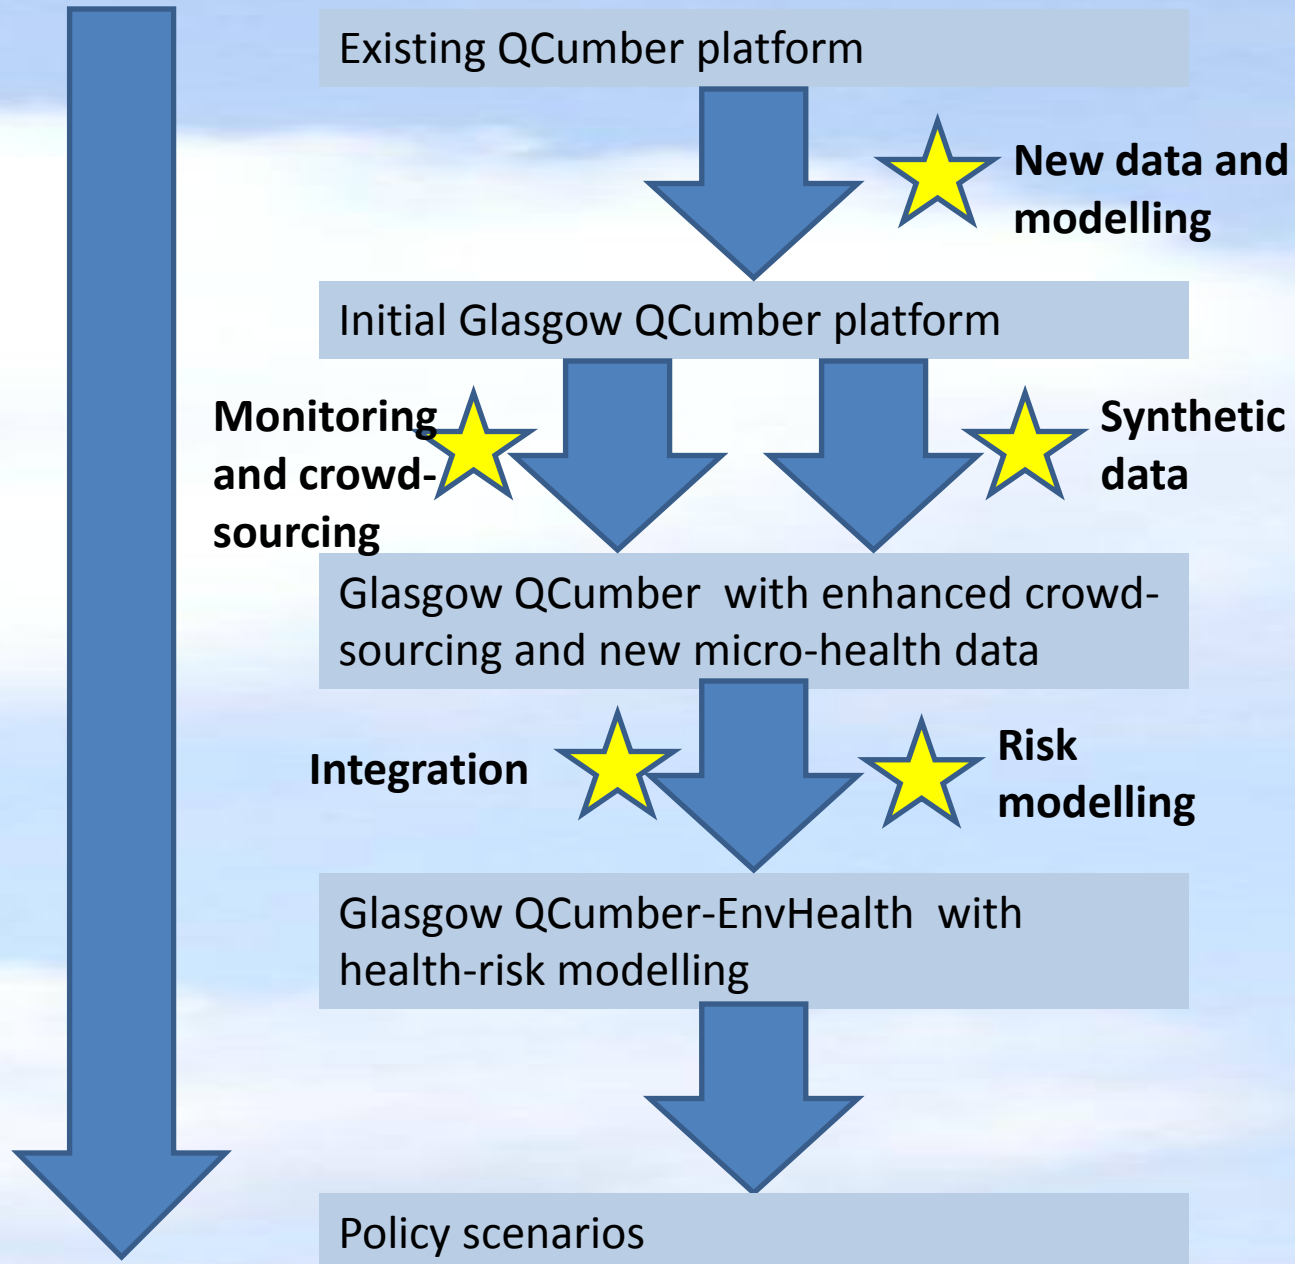 Existing QCumber platform
New data and
modelling
Initial Glasgow QCumber platform
Monitoring
and crowd-
sourcing
Synthetic
data
Glasgow QCumber  with enhanced crowd-
sourcing and new micro-health data
Integration
Risk
modelling
Glasgow QCumber-EnvHealth  with
health-risk modelling
Policy scenarios